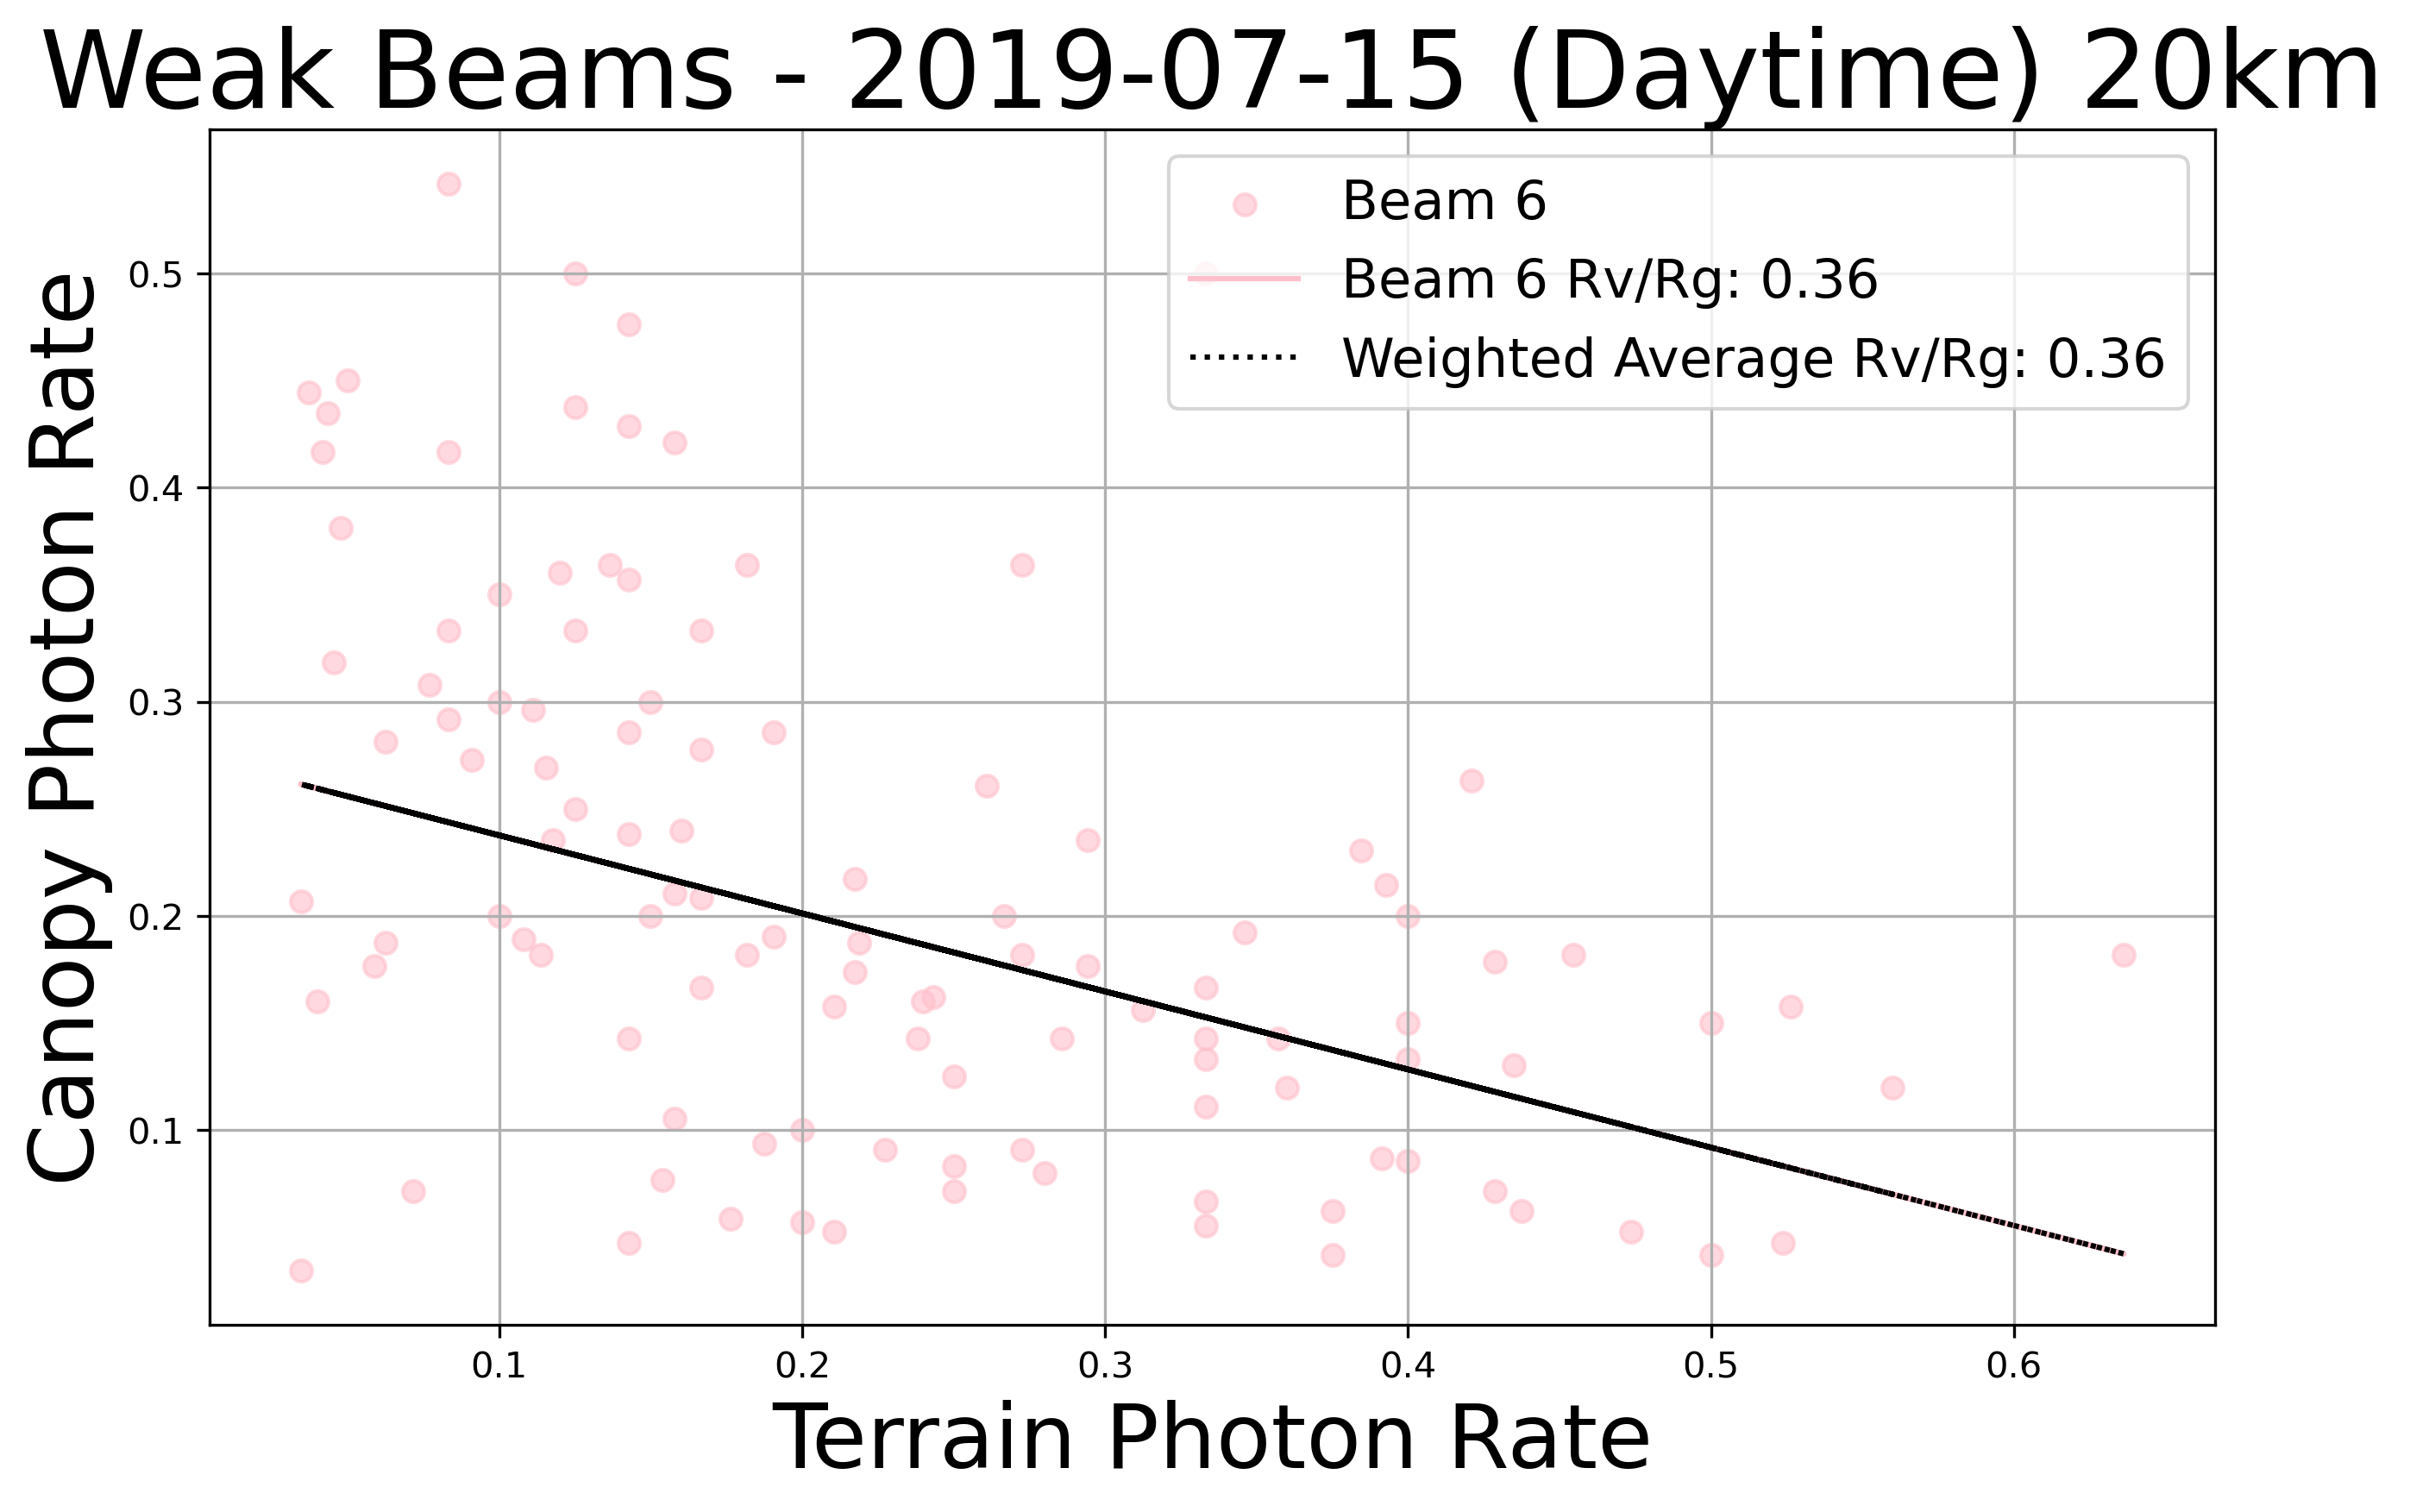 Weak Beams - 2019-07-15 (Daytime) 20km
Beam 6
Beam 6 Rv/Rg: 0.36
Weighted Average Rv/Rg: 0.36
Canopy Photon Rate
0.5
0.4
0.3
0.2
0.1
0.1 0.2 0.3 0.4 0.5 0.6
Terrain Photon Rate